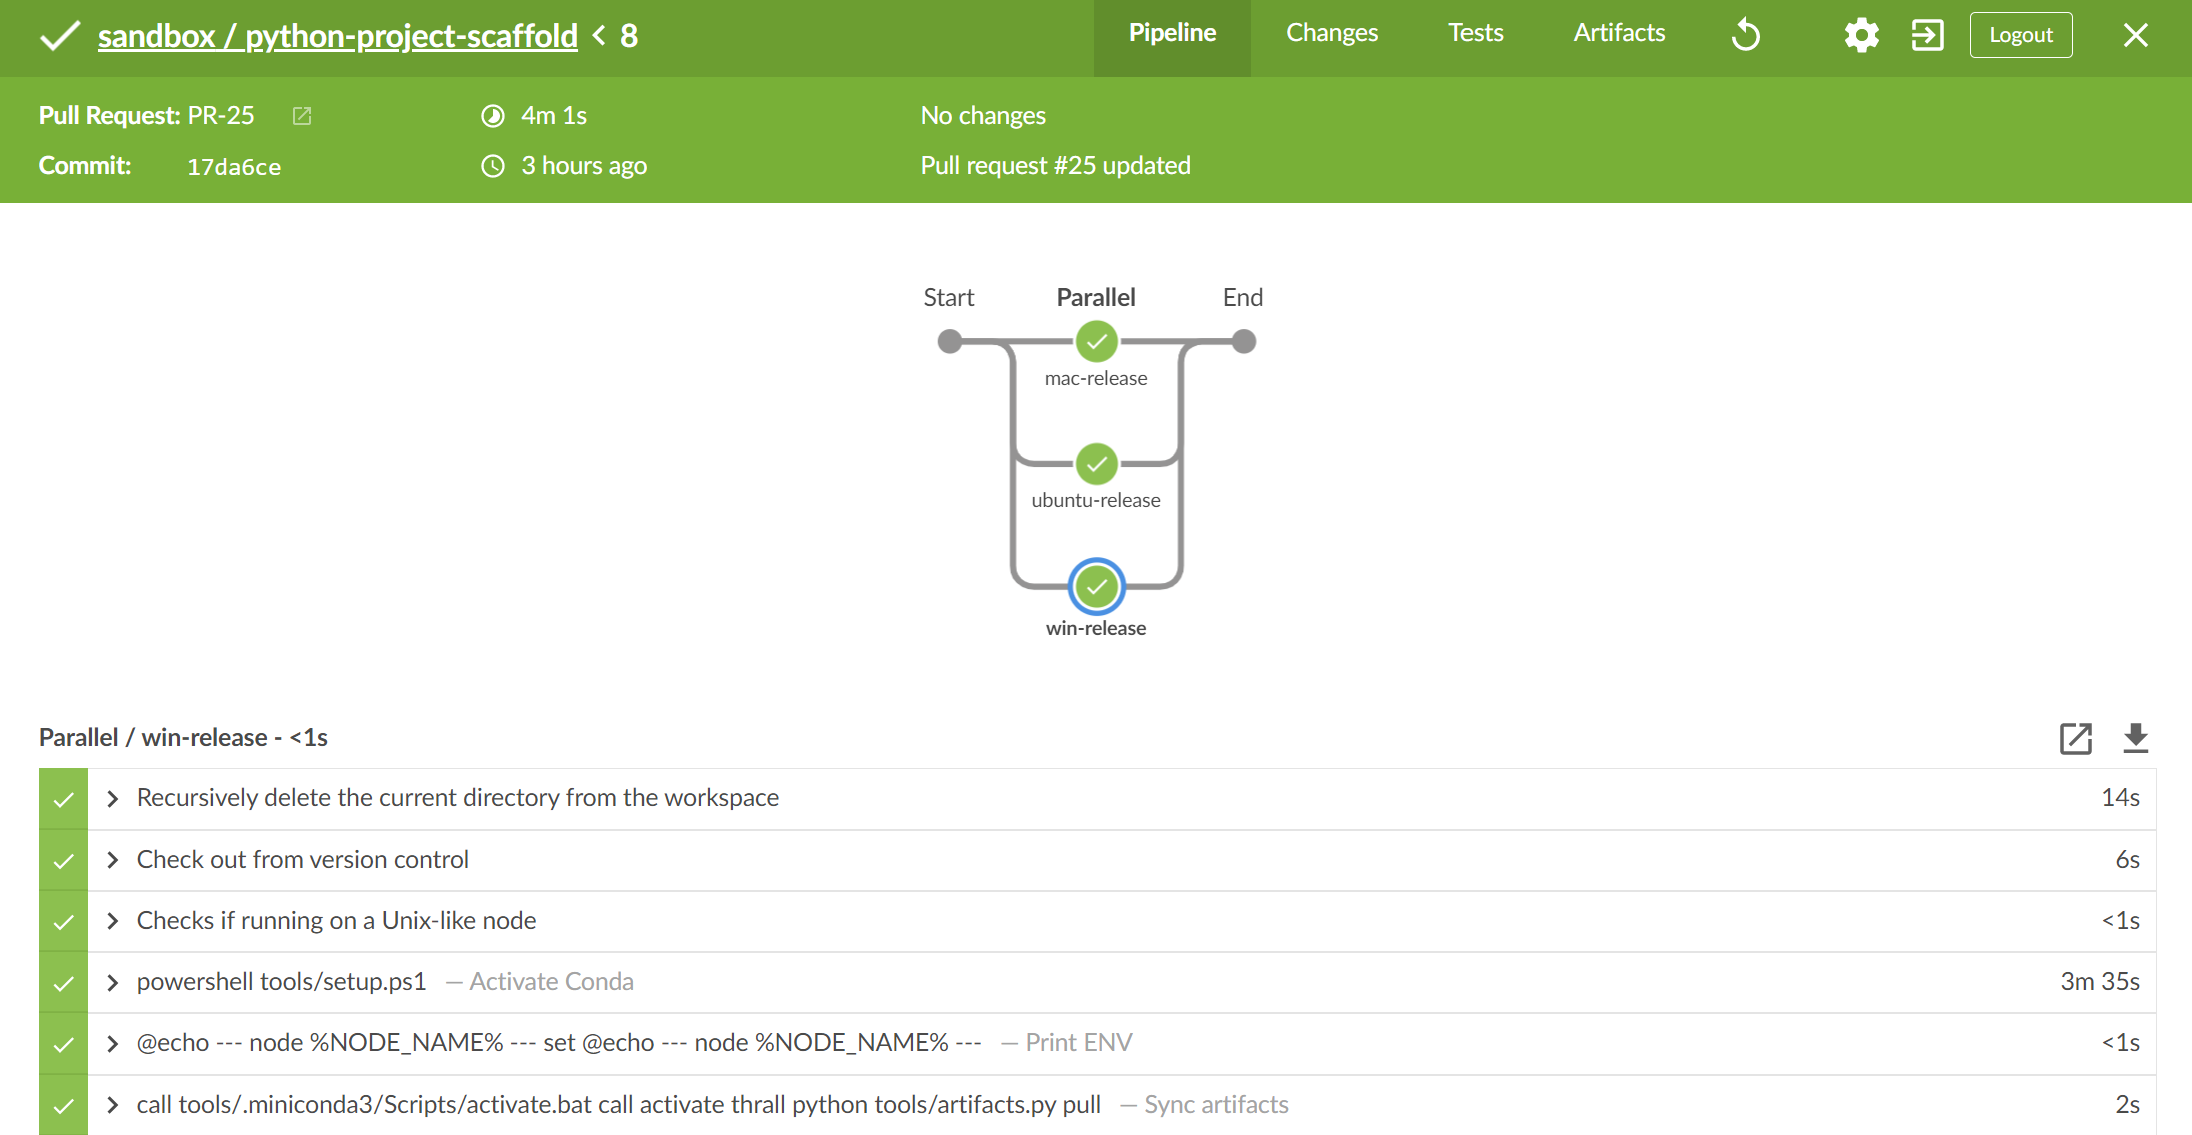 sandbox / python-project-scaffold < 8 Pipeline Changes Tests Artifacts Logout
Pull Request: PR-25 4m 1s No changes
Commit: 17da6ce 3 hours ago Pull request #25 updated
Start Parallel End
mac-release
ubuntu-release
win-release
Parallel / win-release - <1s
Recursively delete the current directory from the workspace 14s
Check out from version control 6s
Checks if running on a Unix-like node <1s
powershell tools/setup.ps1 — Activate Conda 3m 35s
@echo --- node %NODE_NAME% --- set @echo --- node %NODE_NAME% --- — Print ENV <1s
call tools/.miniconda3/Scripts/activate.bat call activate thrall python tools/artifacts.py pull — Sync artifacts 2s